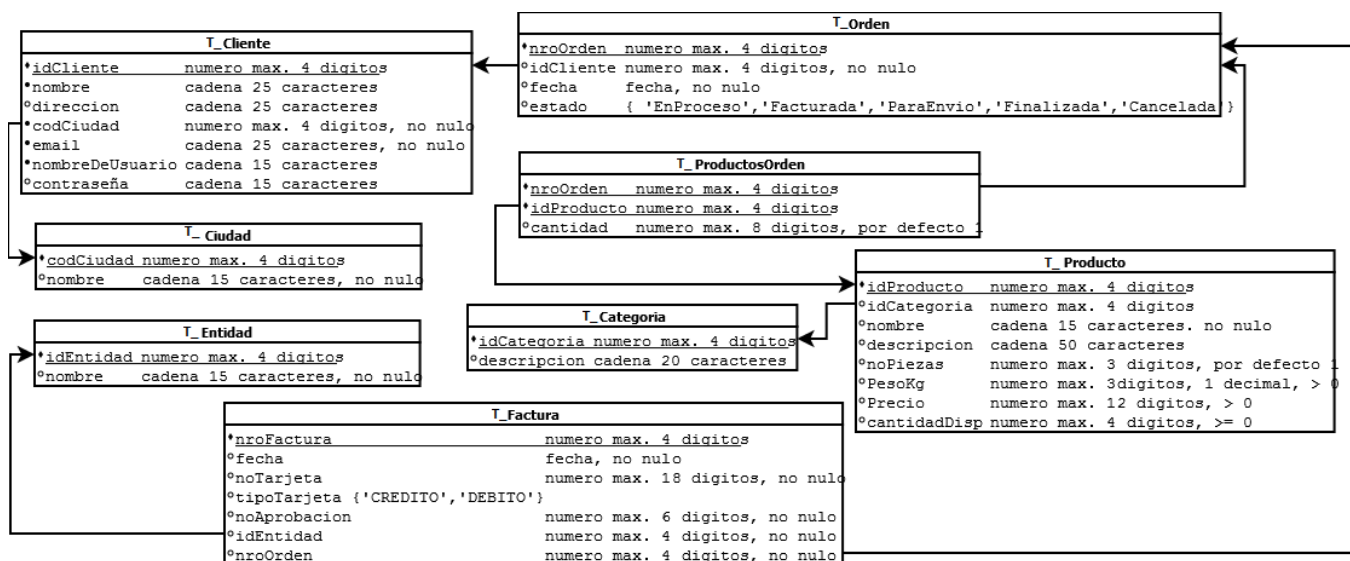 T_Cliente
idCliente numero max. 4 digitos
nombre cadena 25 caracteres
direccion cadena 25 caracteres
codCiudad numero max. 4 digitos, no nulo
email cadena 25 caracteres, no nulo
nombreDeUsuario cadena 15 caracteres
contraseña cadena 15 caracteres
T_Orden
nroOrden numero max. 4 digitos
idCliente numero max. 4 digitos, no nulo
fecha fecha, no nulo
estado { 'EnProceso','Facturada','ParaEnvio','Finalizada','Cancelada'}
T_ProductosOrden
nroOrden numero max. 4 digitos
idProducto numero max. 4 digitos
cantidad numero max. 8 digitos, por defecto 1
T_ Ciudad
codCiudad numero max. 4 digitos
nombre cadena 15 caracteres, no nulo
T_ Producto
idProducto numero max. 4 digitos
idCategoria numero max. 4 digitos
nombre cadena 15 caracteres. no nulo
descripcion cadena 50 caracteres
noPiezas numero max. 3 digitos, por defecto 1
PesoKg numero max. 3digitos, 1 decimal, > 0
Precio numero max. 12 digitos, > 0
cantidadDisp numero max. 4 digitos, >= 0
T_Categoria
idCategoria numero max. 4 digitos
descripcion cadena 20 caracteres
T_Entidad
idEntidad numero max. 4 digitos
nombre cadena 15 caracteres, no nulo
T_Factura
nroFactura numero max. 4 digitos
fecha fecha, no nulo
noTarjeta numero max. 18 digitos, no nulo
tipoTarjeta {'CREDITO','DEBITO'}
noAprobacion numero max. 6 digitos, no nulo
idEntidad numero max. 4 digitos, no nulo
nroOrden numero max. 4 digitos, no nulo